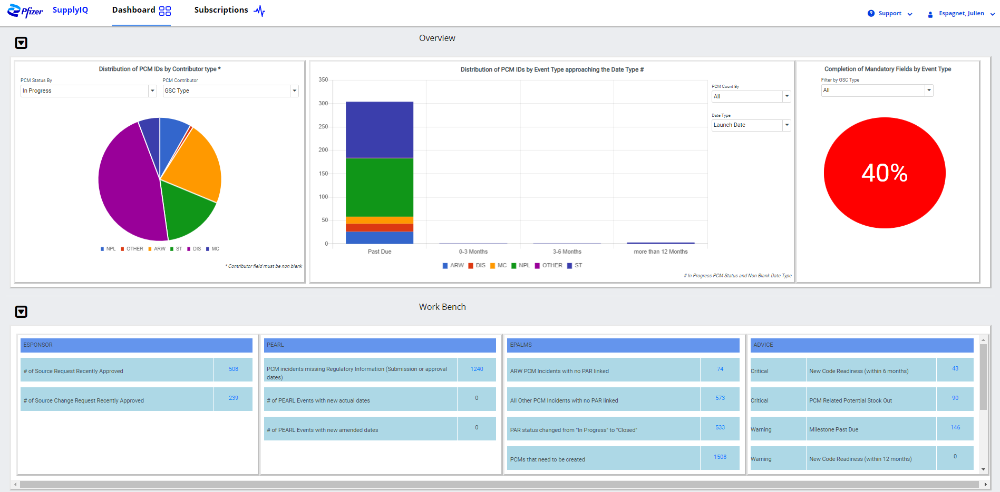 Pfizer SupplyIQ Dashboard Subscriptions Support Espagnet, Julien
Overview
Distribution of PCM IDs by Contributor type *
PCM Status By PCM Contributor
In Progress GSC Type
NPL OTHER ARW ST DIS MC
* Contributor field must be non blank
Distribution of PCM IDs by Event Type approaching the Date Type #
350
300
250
200
150
100
50
0
Past Due 0-3 Months 3-6 Months more than 12 Months
ARW DIS MC NPL OTHER ST
PCM Count By
All
Date Type
Launch Date
# In Progress PCM Status and Non Blank Date Type
Completion of Mandatory Fields by Event Type
Filter by GSC Type
All
40%
Work Bench
ESPONSOR
# of Source Request Recently Approved 508
# of Source Change Request Recently Approved 239
PEARL
PCM incidents missing Regulatory Information (Submission or approval
dates) 1240
# of PEARL Events with new actual dates 0
# of PEARL Events with new amended dates 0
EPALMS
ARW PCM Incidents with no PAR linked 74
All Other PCM Incidents with no PAR linked 573
PAR status changed from "In Progress" to "Closed" 533
PCMs that need to be created 1508
ADVICE
Critical New Code Readiness (within 6 months) 43
Critical PCM Related Potential Stock Out 90
Warning Milestone Past Due 146
Warning New Code Readiness (within 12 months) 0